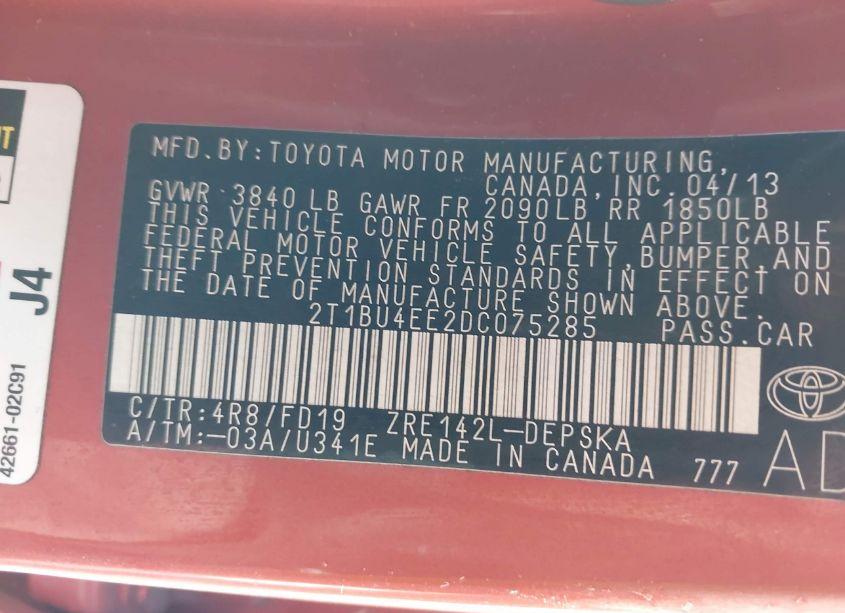 MFD.BY:TOYOTA MOTOR MANUFACTURING,
CANADA,INC.04/13
GVWR 3840 LB GAWR FR 2090LB RR 1850LB
THIS VEHICLE CONFORMS TO ALL APPLICABLE
FEDERAL MOTOR VEHICLE SAFETY,BUMPER,AND
THEFT PREVENTION STANDARDS IN EFFECT ON
THE DATE OF MANUFACTURE SHOWN ABOVE.
2T1BU4EE2DC075285 PASS.CAR
C/TR:4R8/FD19 ZRE142L-DEPSKA
A/TM:-03A/U341E MADE IN CANADA 777 AD
J4
42661-02C91